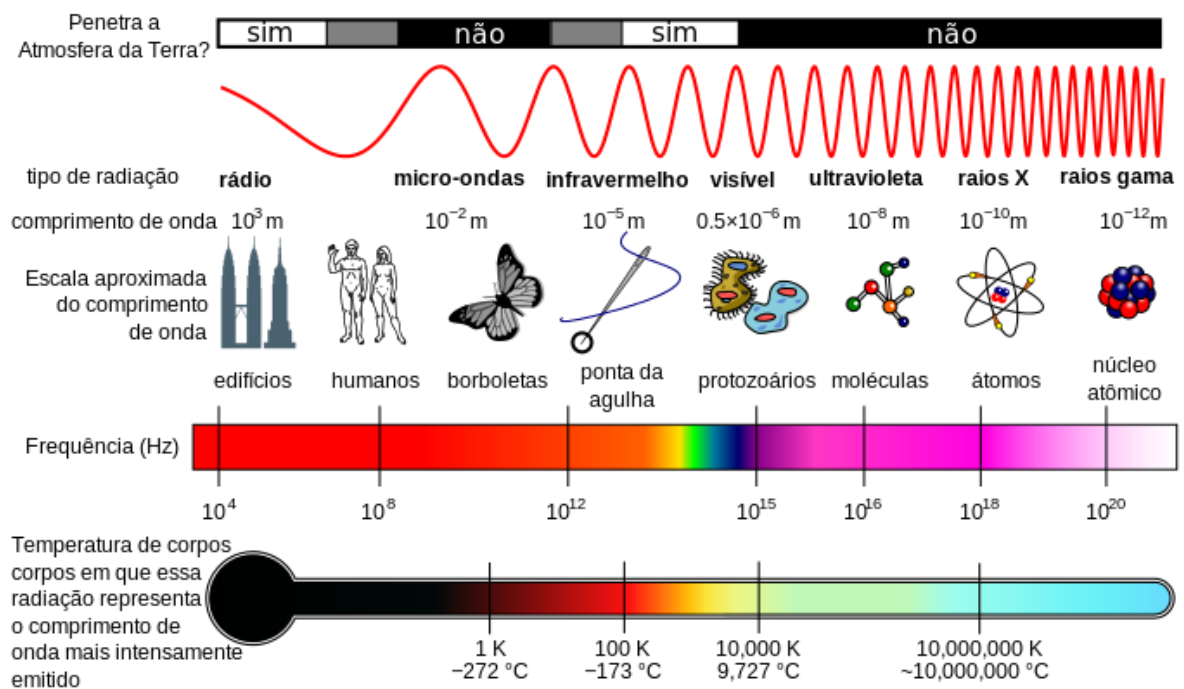 Penetra a
Atmosfera da Terra?
sim não sim não
tipo de radiação rádio micro-ondas infravermelho visível ultravioleta raios X raios gama
comprimento de onda 10³ m 10⁻² m 10⁻⁵ m 0.5×10⁻⁶ m 10⁻⁸ m 10⁻¹⁰m 10⁻¹²m
Escala aproximada
do comprimento
de onda
edifícios humanos borboletas ponta da agulha protozoários moléculas átomos núcleo atômico
Frequência (Hz)
10⁴ 10⁸ 10¹² 10¹⁵ 10¹⁶ 10¹⁸ 10²⁰
Temperatura de corpos
corpos em que essa
radiação representa
o comprimento de
onda mais intensamente
emitido
1 K 100 K 10,000 K 10,000,000 K
−272 °C −173 °C 9,727 °C ~10,000,000 °C